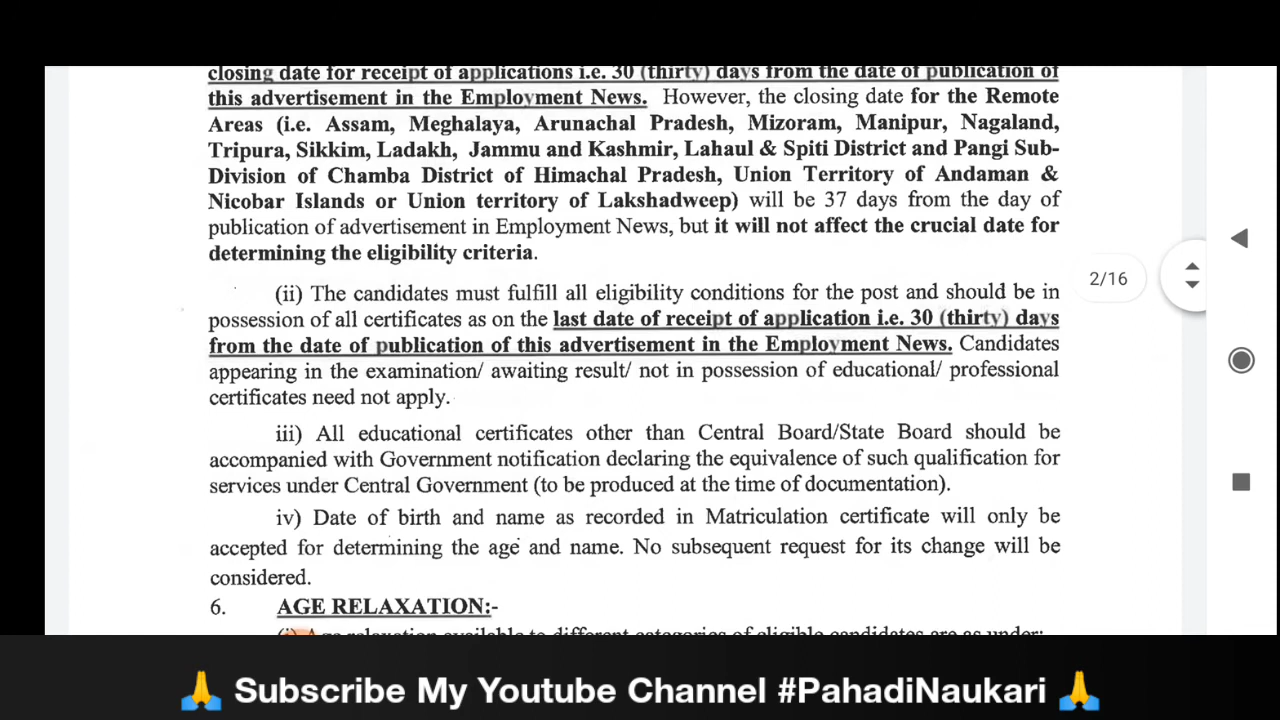 closing date for receipt of applications i.e. 30 (thirty) days from the date of publication of
this advertisement in the Employment News. However, the closing date for the Remote
Areas (i.e. Assam, Meghalaya, Arunachal Pradesh, Mizoram, Manipur, Nagaland,
Tripura, Sikkim, Ladakh, Jammu and Kashmir, Lahaul & Spiti District and Pangi Sub-
Division of Chamba District of Himachal Pradesh, Union Territory of Andaman &
Nicobar Islands or Union territory of Lakshadweep) will be 37 days from the day of
publication of advertisement in Employment News, but it will not affect the crucial date for
determining the eligibility criteria.
(ii) The candidates must fulfill all eligibility conditions for the post and should be in
possession of all certificates as on the last date of receipt of application i.e. 30 (thirty) days
from the date of publication of this advertisement in the Employment News. Candidates
appearing in the examination/ awaiting result/ not in possession of educational/ professional
certificates need not apply.
iii) All educational certificates other than Central Board/State Board should be
accompanied with Government notification declaring the equivalence of such qualification for
services under Central Government (to be produced at the time of documentation).
iv) Date of birth and name as recorded in Matriculation certificate will only be
accepted for determining the age and name. No subsequent request for its change will be
considered.
6. AGE RELAXATION:-
(i) Age relaxation available to different categories of eligible candidates are as under:
2/16
🙏 Subscribe My Youtube Channel #PahadiNaukari 🙏